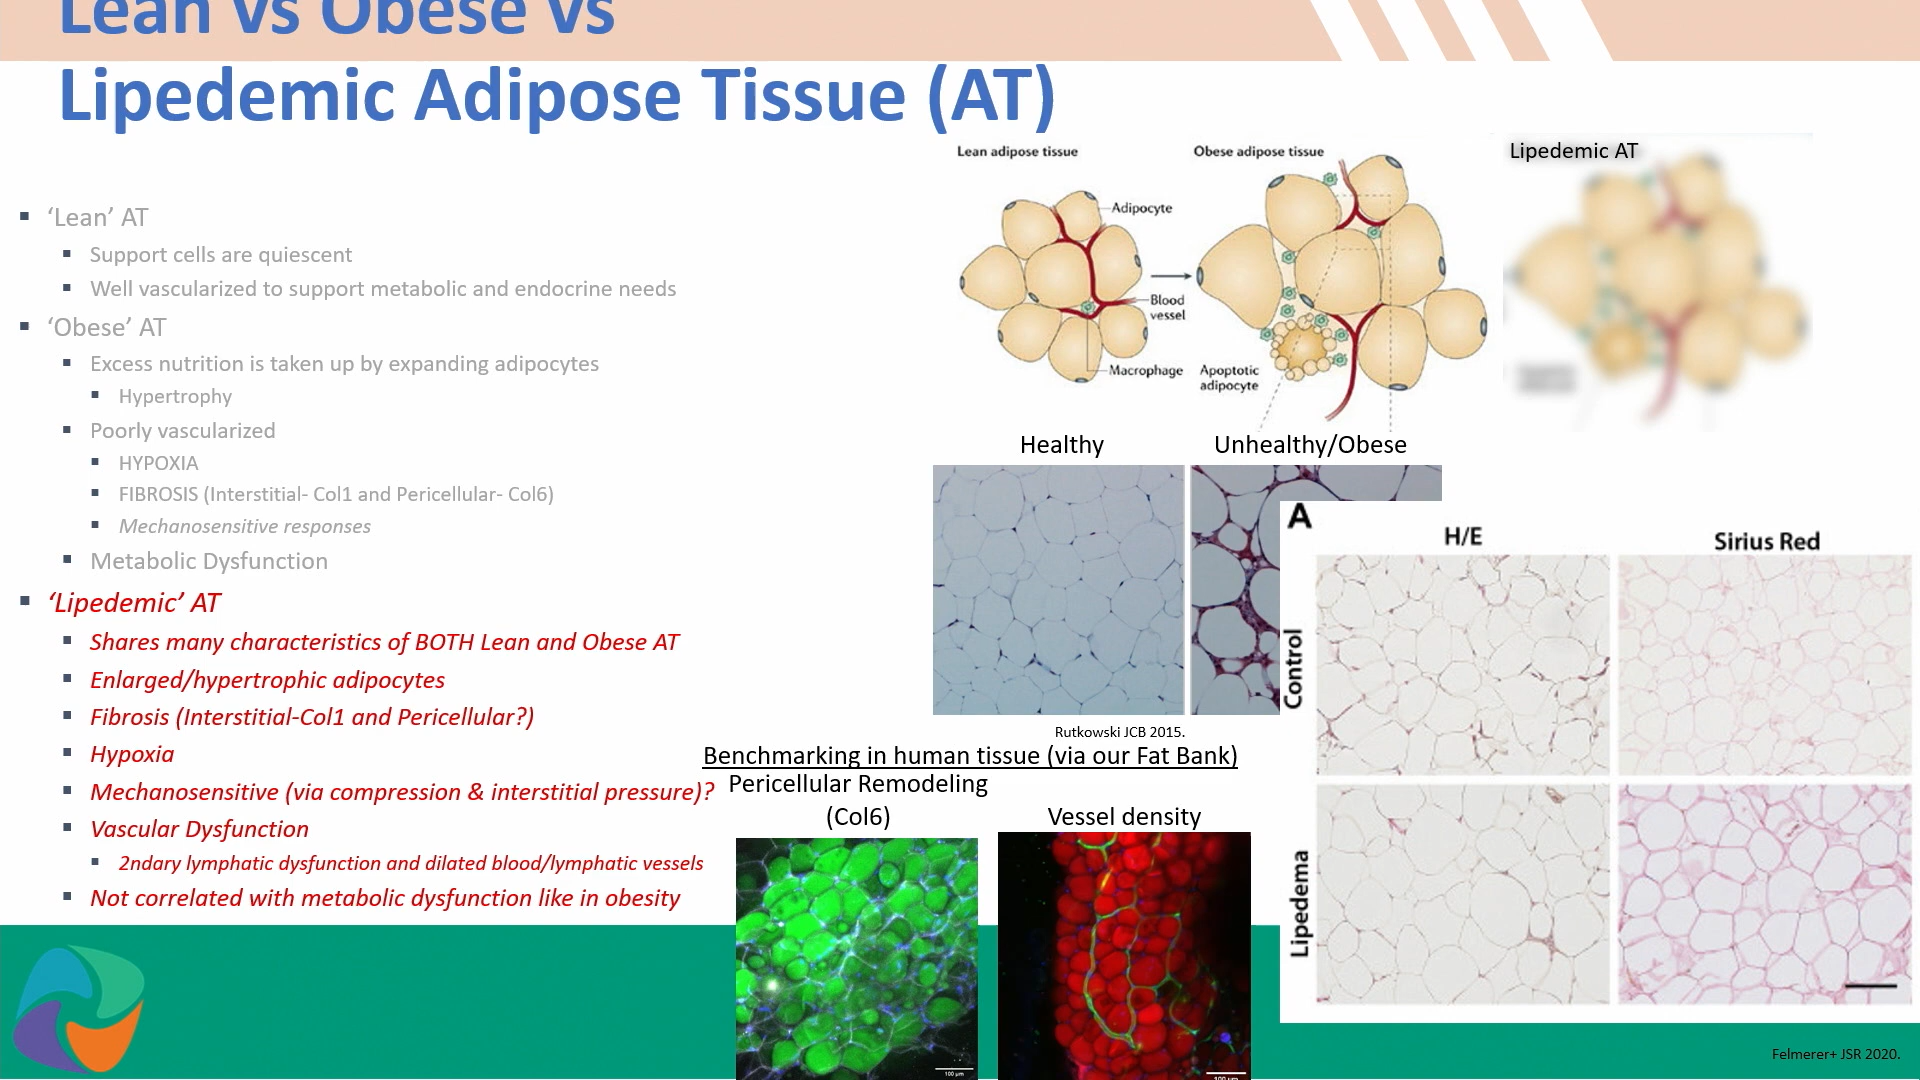 Lean vs Obese vs
Lipedemic Adipose Tissue (AT)
‘Lean’ AT
Support cells are quiescent
Well vascularized to support metabolic and endocrine needs
‘Obese’ AT
Excess nutrition is taken up by expanding adipocytes
Hypertrophy
Poorly vascularized
HYPOXIA
FIBROSIS (Interstitial- Col1 and Pericellular- Col6)
Mechanosensitive responses
Metabolic Dysfunction
‘Lipedemic’ AT
Shares many characteristics of BOTH Lean and Obese AT
Enlarged/hypertrophic adipocytes
Fibrosis (Interstitial-Col1 and Pericellular?)
Hypoxia
Mechanosensitive (via compression & interstitial pressure)?
Vascular Dysfunction
2ndary lymphatic dysfunction and dilated blood/lymphatic vessels
Not correlated with metabolic dysfunction like in obesity
Lean adipose tissue
Adipocyte
Blood
vessel
Macrophage
Obese adipose tissue
Apoptotic
adipocyte
Lipedemic AT
Healthy
Unhealthy/Obese
Rutkowski JCB 2015.
Benchmarking in human tissue (via our Fat Bank)
Pericellular Remodeling
(Col6)
Vessel density
100 µm
100 µm
A
H/E
Sirius Red
Control
Lipedema
Felmerer+ JSR 2020.